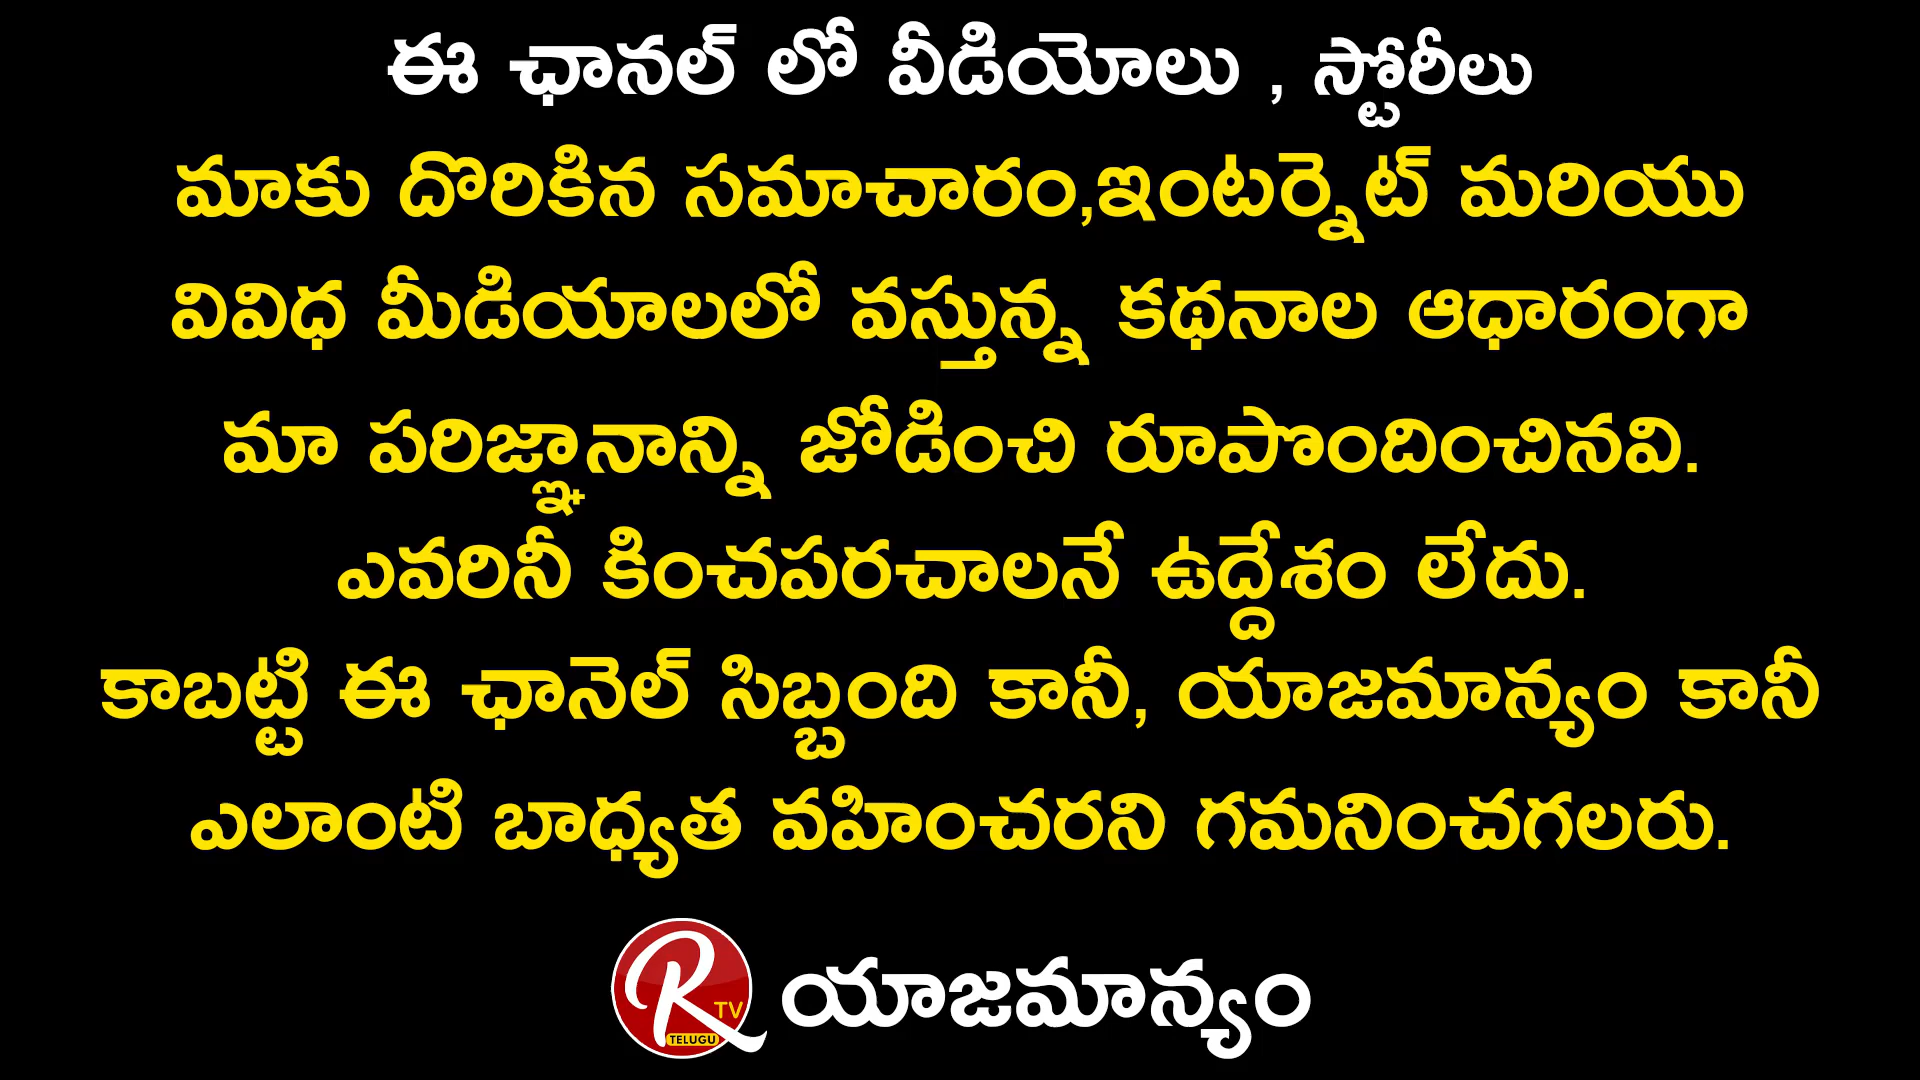 ఈ ఛానల్ లో వీడియోలు , స్టోరీలు
మాకు దొరికిన సమాచారం,ఇంటర్నెట్ మరియు
వివిధ మీడియాలలో వస్తున్న కథనాల ఆధారంగా
మా పరిజ్ఞానాన్ని జోడించి రూపొందించినవి.
ఎవరినీ కించపరచాలనే ఉద్దేశం లేదు.
కాబట్టి ఈ ఛానెల్ సిబ్బంది కానీ, యాజమాన్యం కానీ
ఎలాంటి బాధ్యత వహించరని గమనించగలరు.
R TV TELUGU యాజమాన్యం